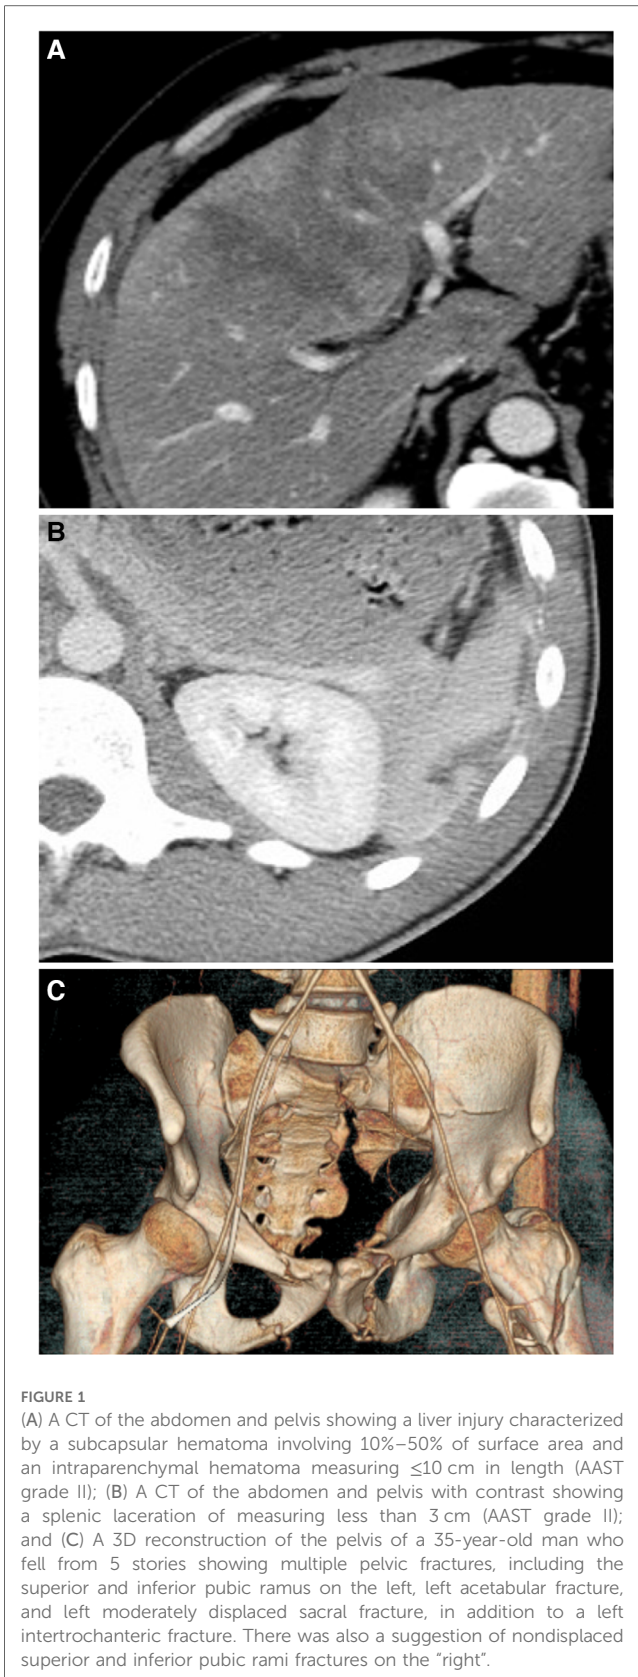 A
B
C
FIGURE 1
(A) A CT of the abdomen and pelvis showing a liver injury characterized
by a subcapsular hematoma involving 10%–50% of surface area and
an intraparenchymal hematoma measuring ≤10 cm in length (AAST
grade II); (B) A CT of the abdomen and pelvis with contrast showing
a splenic laceration of measuring less than 3 cm (AAST grade II);
and (C) A 3D reconstruction of the pelvis of a 35-year-old man who
fell from 5 stories showing multiple pelvic fractures, including the
superior and inferior pubic ramus on the left, left acetabular fracture,
and left moderately displaced sacral fracture, in addition to a left
intertrochanteric fracture. There was also a suggestion of nondisplaced
superior and inferior pubic rami fractures on the “right”.